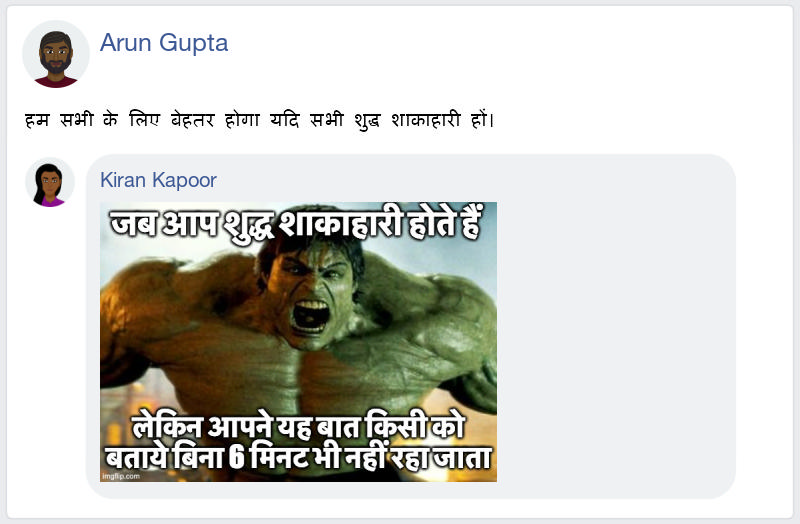 Arun Gupta
हम सभी के लिए बेहतर होगा यदि सभी शुद्ध शाकाहारी हों।
Kiran Kapoor
जब आप शुद्ध शाकाहारी होते हैं
लेकिन आपने यह बात किसी को
बताये बिना 6 मिनट भी नहीं रहा जाता
imgflip.com